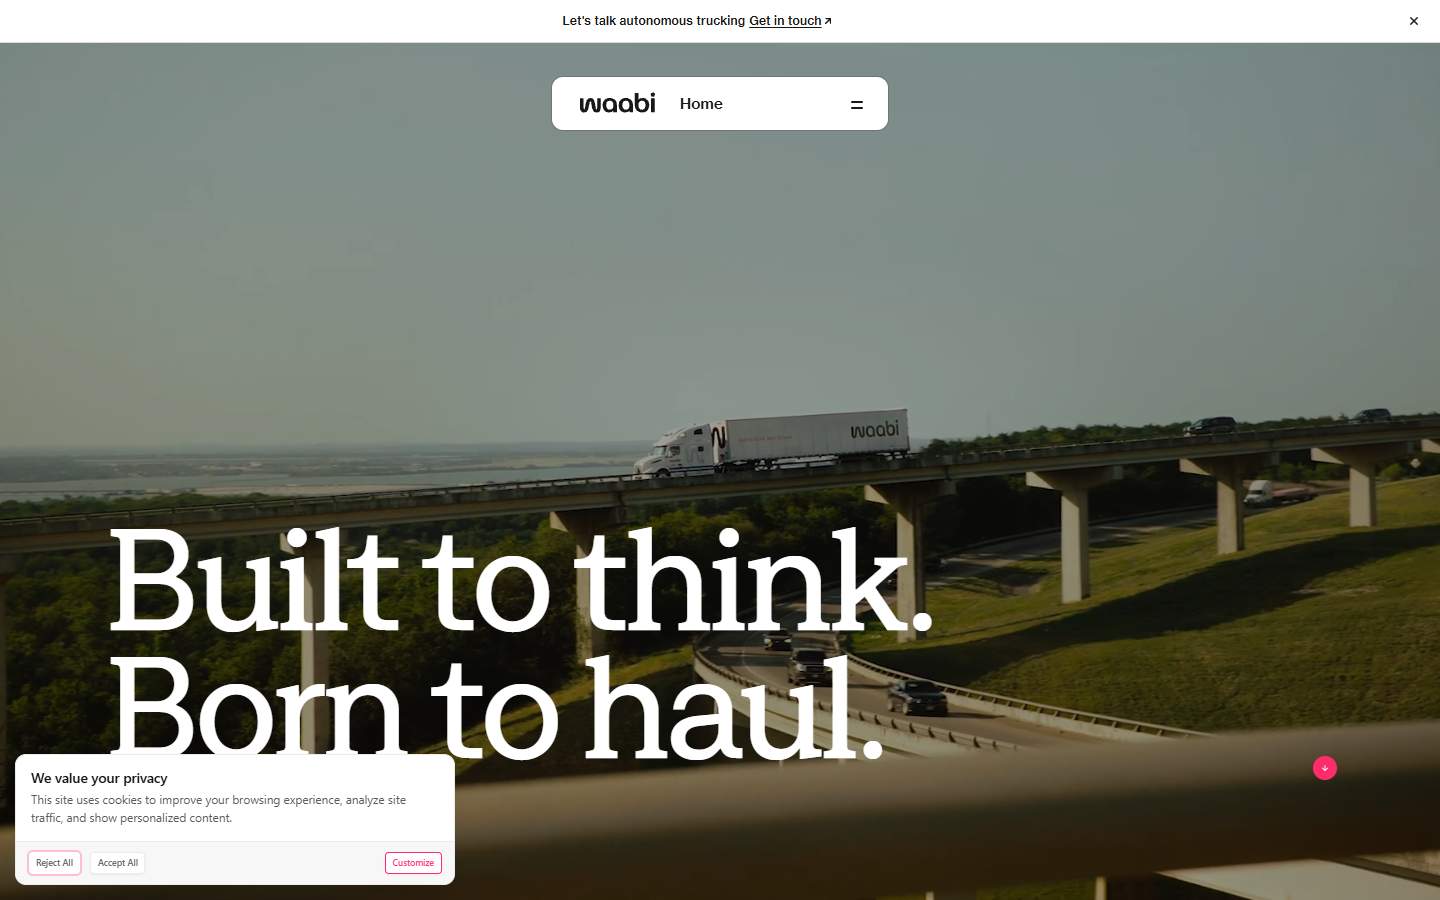 Let's talk autonomous trucking Get in touch
waabi Home
waabi
Built to think.
Born to haul.
We value your privacy
This site uses cookies to improve your browsing experience, analyze site
traffic, and show personalized content.
Reject All Accept All Customize